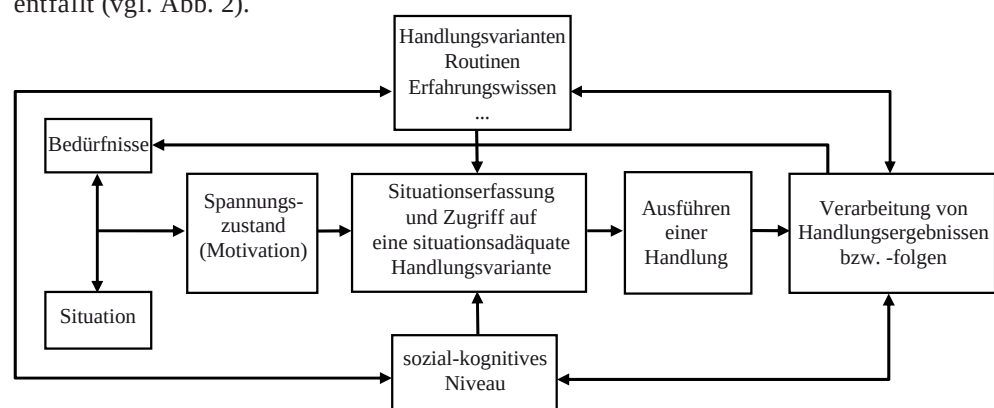 entfällt (vgl. Abb. 2).
Handlungsvarianten
Routinen
Erfahrungswissen
...
Bedürfnisse
Spannungs-
zustand
(Motivation)
Situationserfassung
und Zugriff auf
eine situationsadäquate
Handlungsvariante
Ausführen
einer
Handlung
Verarbeitung von
Handlungsergebnissen
bzw. -folgen
Situation
sozial-kognitives
Niveau